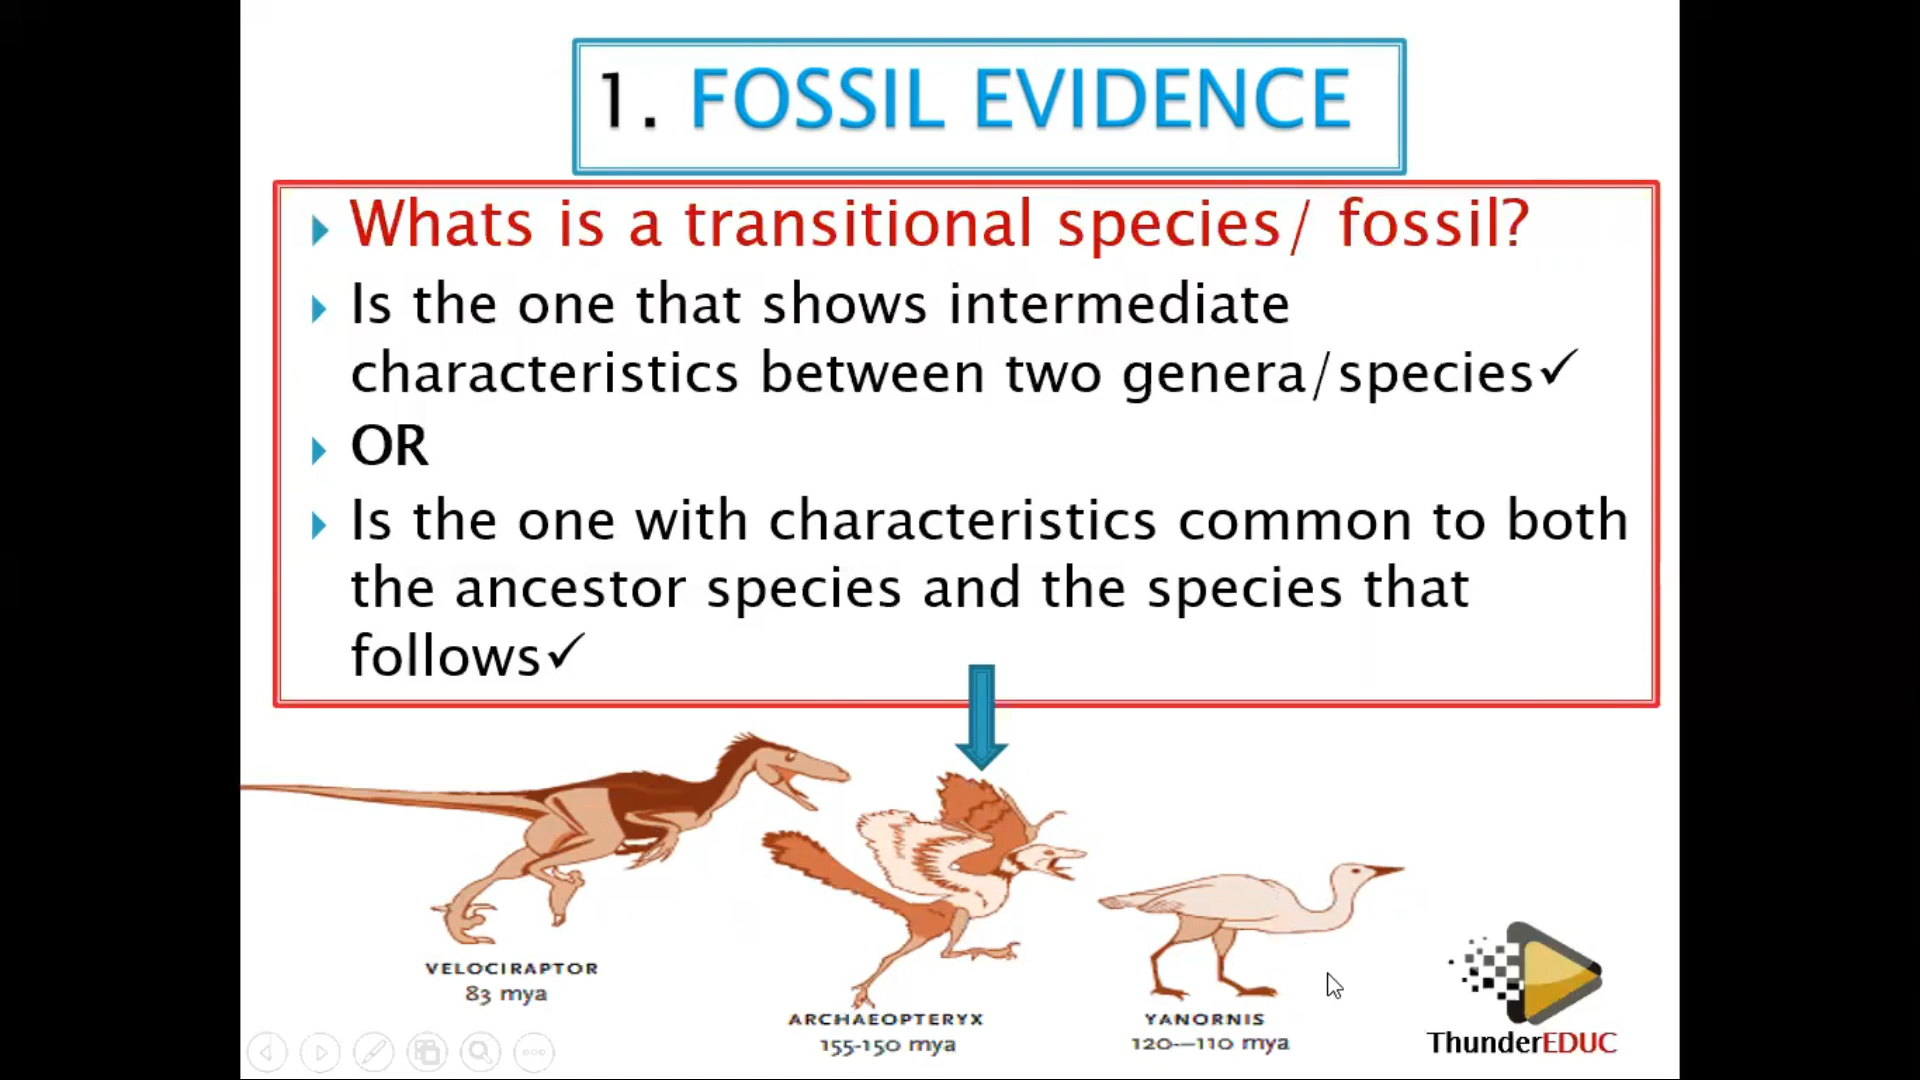 1. FOSSIL EVIDENCE
Whats is a transitional species/ fossil?
Is the one that shows intermediate
characteristics between two genera/species✓
OR
Is the one with characteristics common to both
the ancestor species and the species that
follows✓
VELOCIRAPTOR
83 mya
ARCHAEOPTERYX
155-150 mya
YANORNIS
120-–110 mya
ThunderEDUC